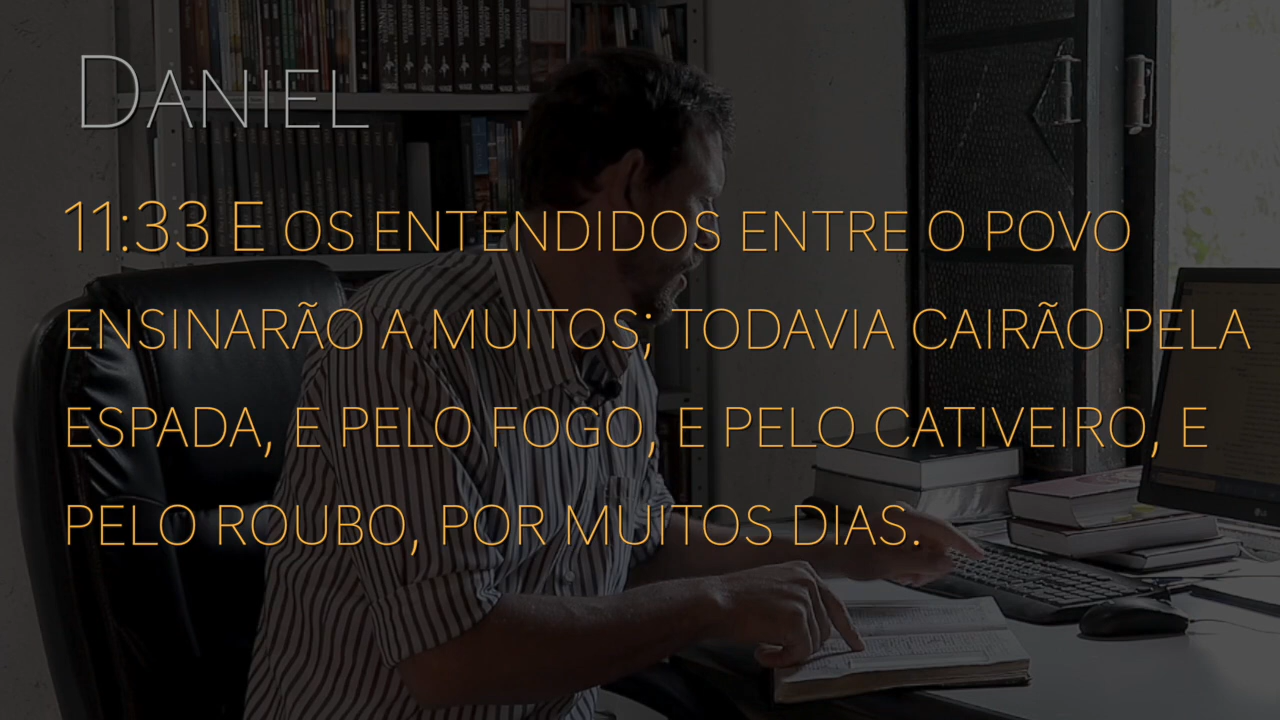 Daniel
11:33 E os entendidos entre o povo
ensinarão a muitos; todavia cairão pela
espada, e pelo fogo, e pelo cativeiro, e
pelo roubo, por muitos dias.
LG